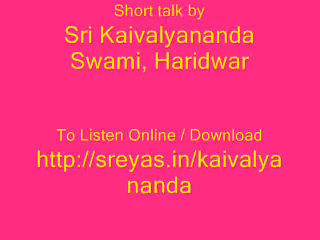 Short talk by
Sri Kaivalyananda
Swami, Haridwar
To Listen Online / Download
http://sreyas.in/kaivalya
nanda